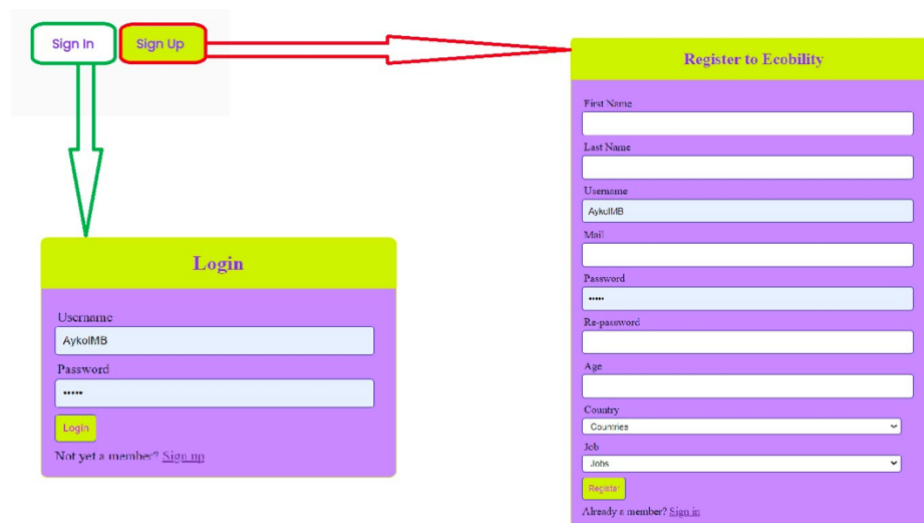 Sign In
Sign Up
Login
Username
AykolMB
Password
•••••
Login
Not yet a member? Sign up
Register to Ecobility
First Name
Last Name
Username
AykolMB
Mail
Password
•••••
Re-password
Age
Country
Countries
Job
Jobs
Register
Already a member? Sign in